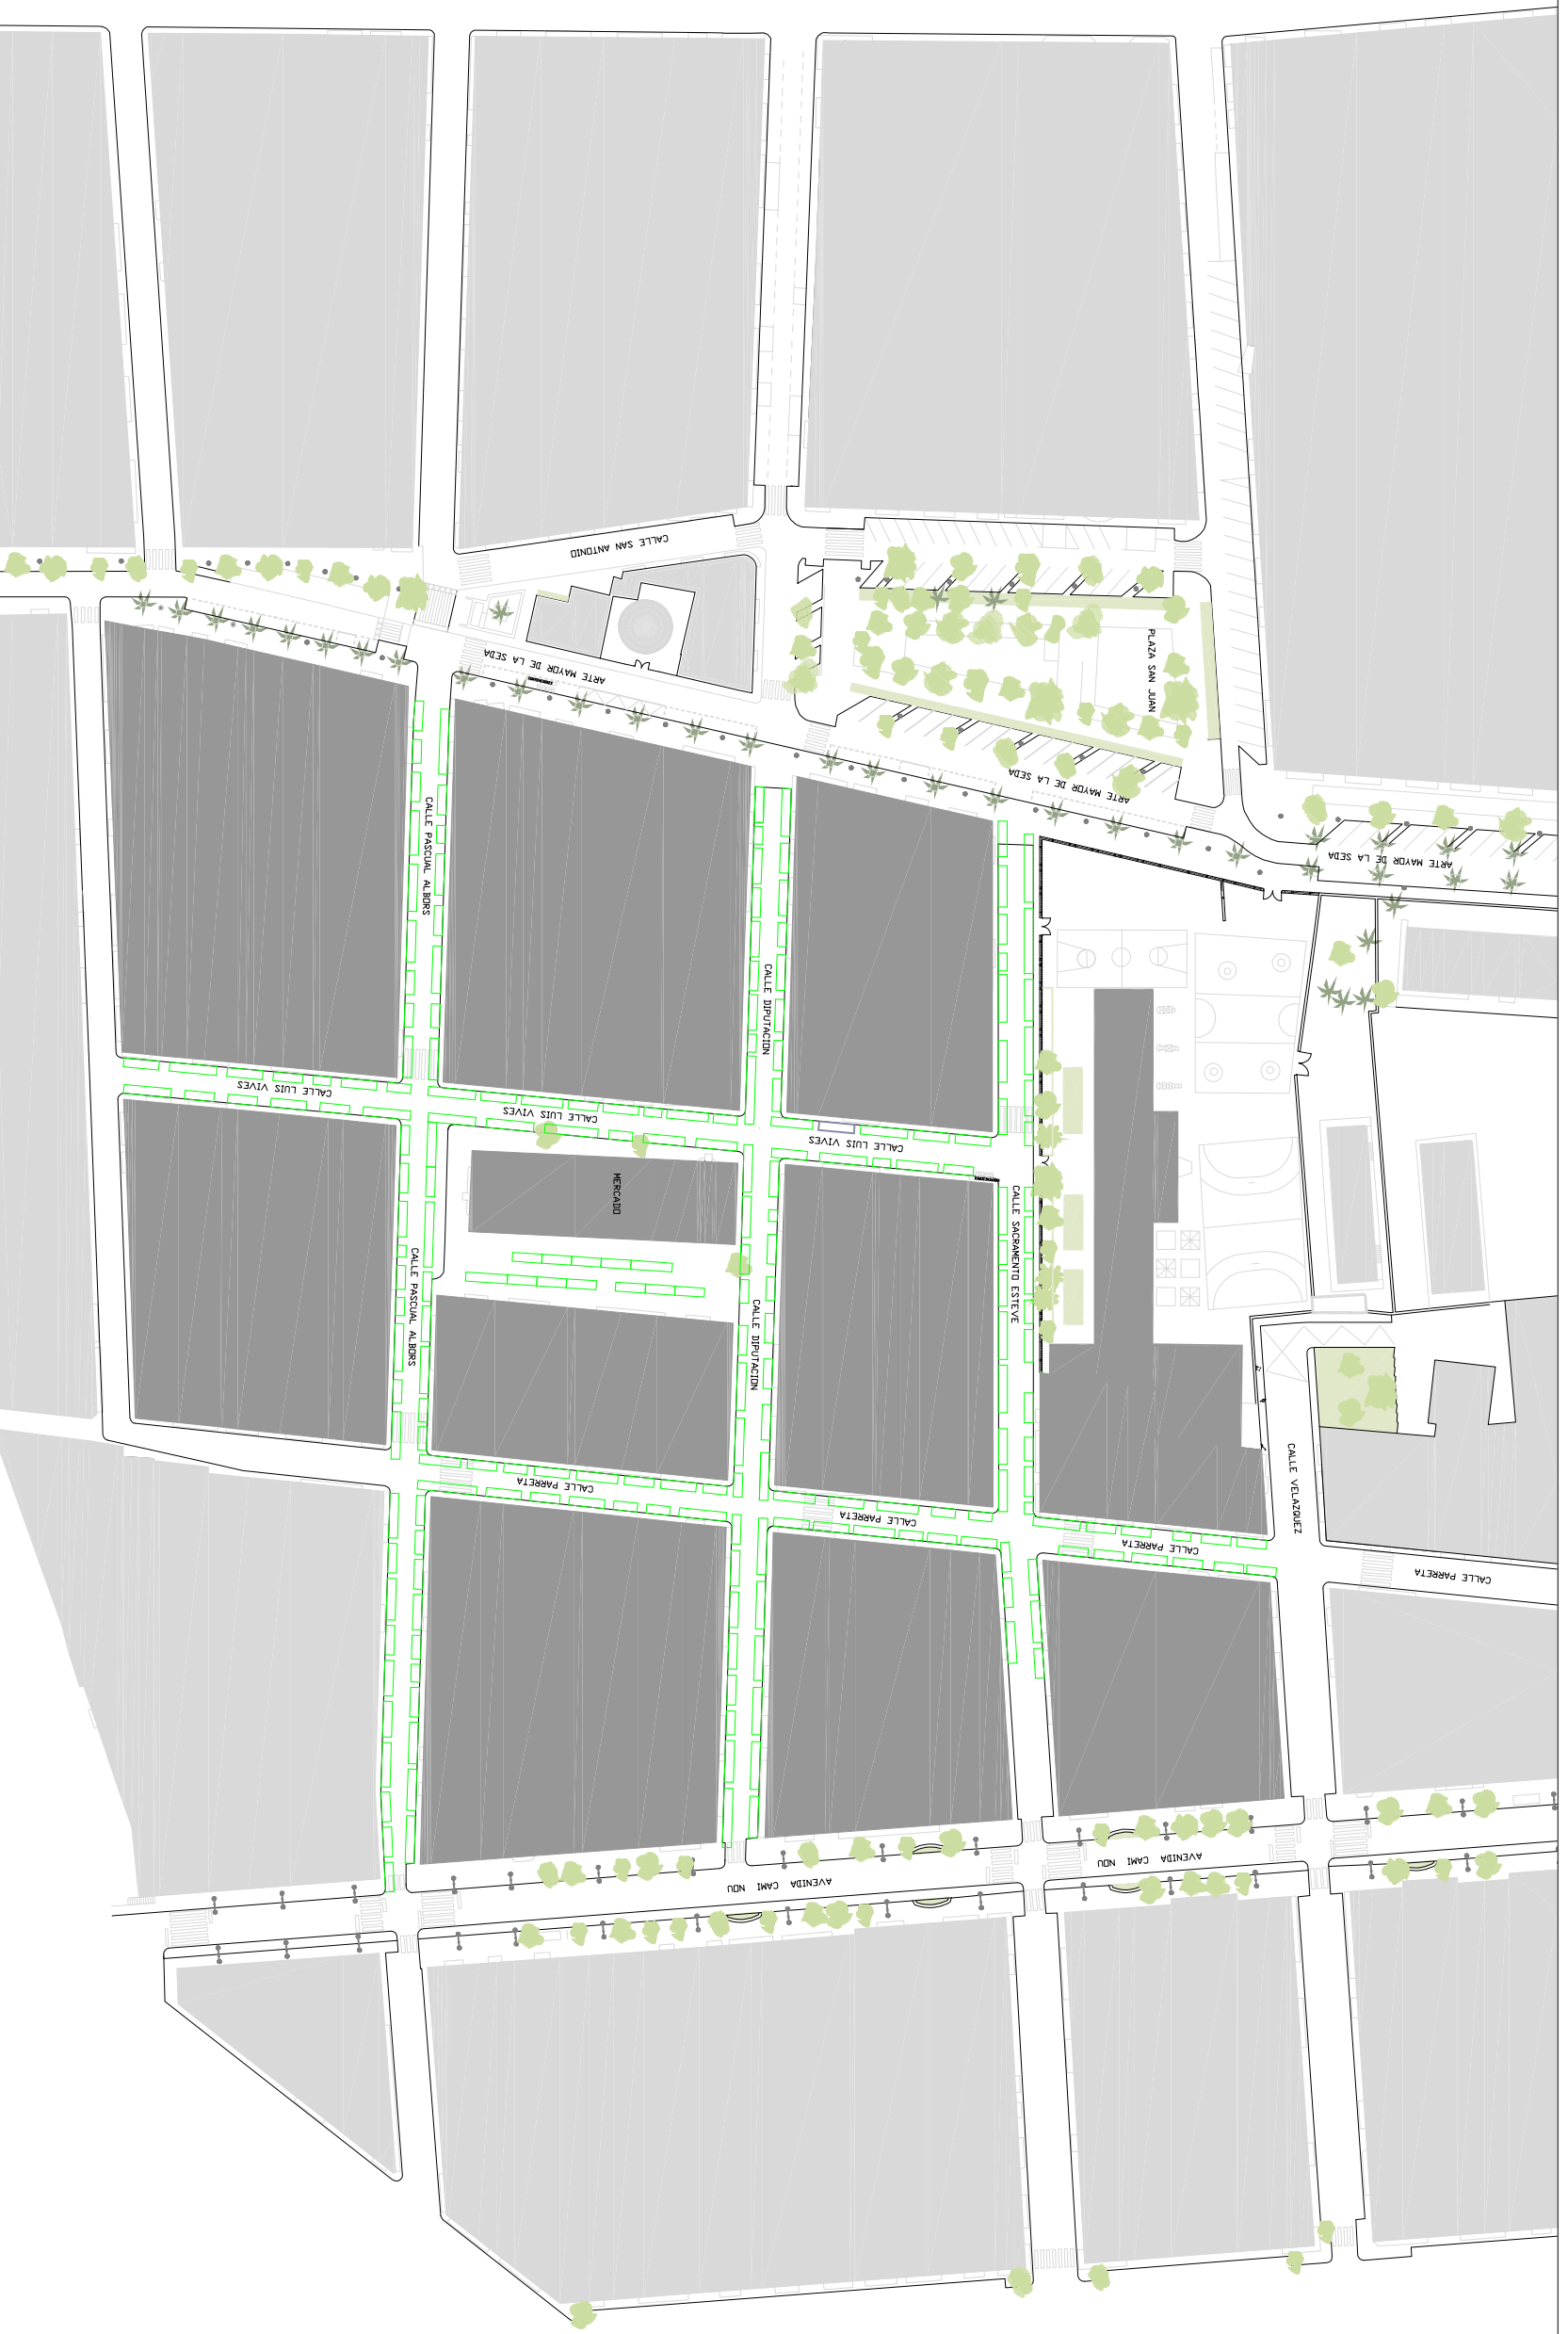 CALLE SAN ANTONIO
ARTE MAYOR DE LA SEDA
PLAZA SAN JUAN
ARTE MAYOR DE LA SEDA
ARTE MAYOR DE LA SEDA
CALLE PASCUAL ALBORS
CALLE DIPUTACION
CALLE LUIS VIVES
CALLE LUIS VIVES
CALLE LUIS VIVES
MERCADO
CALLE SACRAMENTO ESTEVE
CALLE PASCUAL ALBORS
CALLE DIPUTACION
CALLE VELAZQUEZ
CALLE PARRETA
CALLE PARRETA
CALLE PARRETA
CALLE PARRETA
AVENIDA CAMI NOU
AVENIDA CAMI NOU